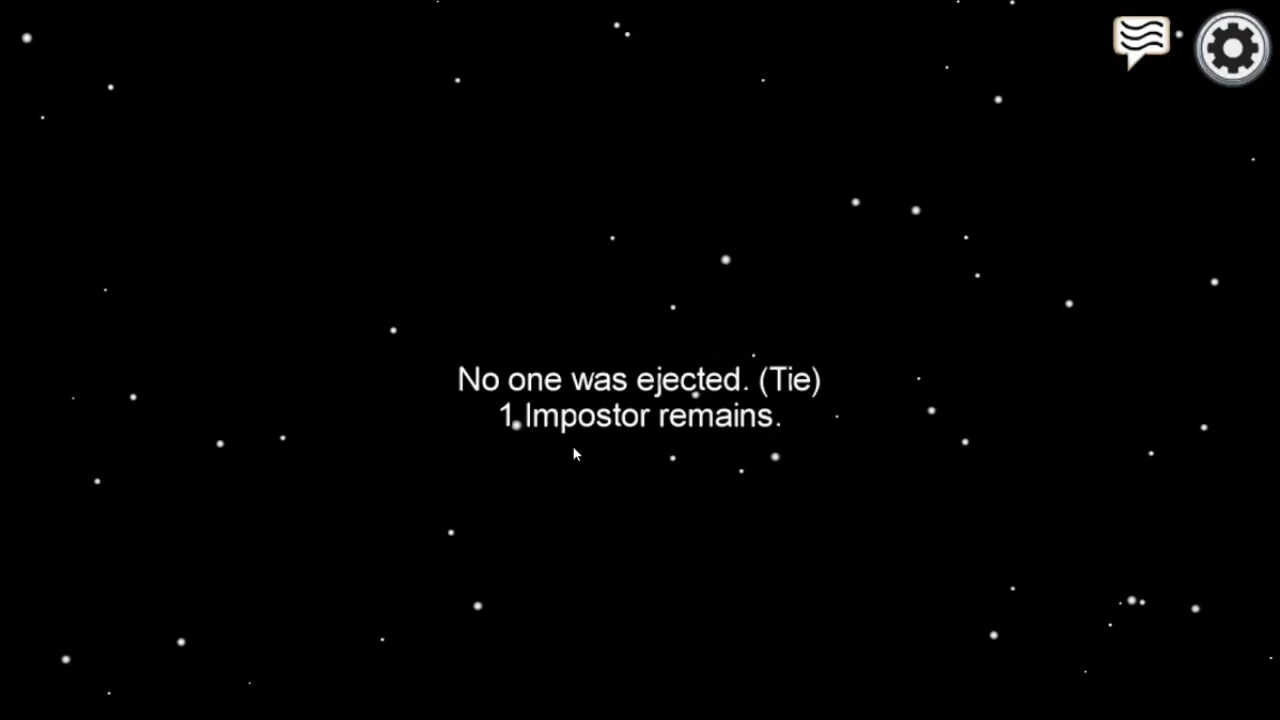 No one was ejected. (Tie)
1 Impostor remains.